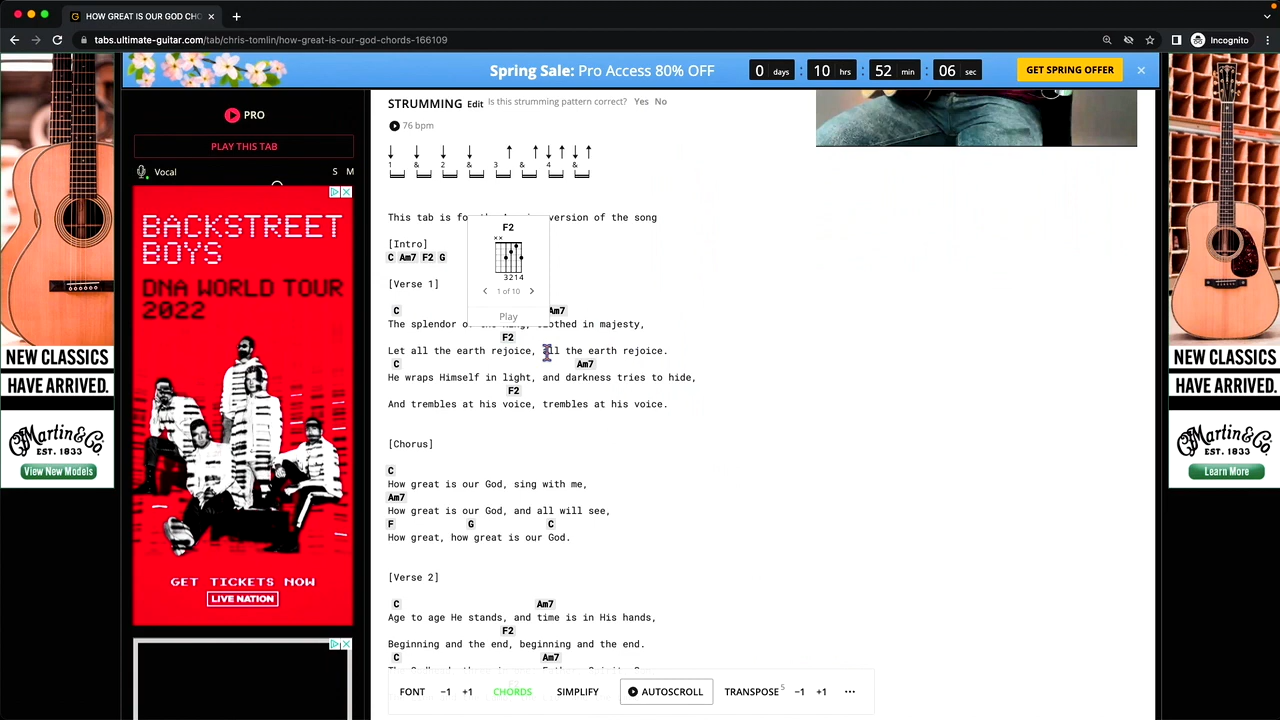 HOW GREAT IS OUR GOD CHO
tabs.ultimate-guitar.com/tab/chris-tomlin/how-great-is-our-god-chords-166109
Incognito
Spring Sale: Pro Access 80% OFF
0 days : 10 hrs : 52 min : 06 sec
GET SPRING OFFER
PRO
PLAY THIS TAB
Vocal S M
BACKSTREET
BOYS
DNA WORLD TOUR
2022
GET TICKETS NOW
LIVE NATION
NEW CLASSICS
HAVE ARRIVED.
Martin & Co.
EST. 1833
View New Models
STRUMMING Edit Is this strumming pattern correct? Yes No
76 bpm
1 & 2 & 3 & 4 &
This tab is for version of the song
F2
xx
3214
1 of 10
Play
[Intro]
C Am7 F2 G
[Verse 1]
C Am7
The splendor in majesty,
F2
Let all the earth rejoice, all the earth rejoice.
C Am7
He wraps Himself in light, and darkness tries to hide,
F2
And trembles at his voice, trembles at his voice.
[Chorus]
C
How great is our God, sing with me,
Am7
How great is our God, and all will see,
F G C
How great, how great is our God.
[Verse 2]
C Am7
Age to age He stands, and time is in His hands,
F2
Beginning and the end, beginning and the end.
C Am7
FONT −1 +1 CHORDS SIMPLIFY AUTOSCROLL TRANSPOSE 5 −1 +1
NEW CLASSICS
HAVE ARRIVED.
Martin & Co.
EST. 1833
Learn More